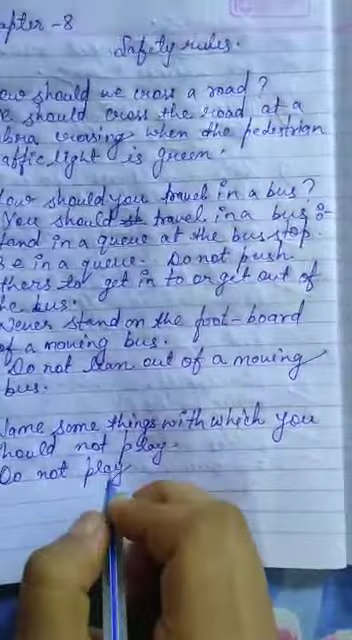 apter - 8
Safety rules.
ow should we cross a road?
e should cross the road at a
bra crossing when the pedestrian
affic light is green.
ow should you travel in a bus?
You should travel in a bus :-
tand in a queue at the bus stop.
e in a queue. Do not push
thers to get in to or get out of
he bus.
Never stand on the foot-board
of a moving bus.
Do not lean out of a moving
bus.
Name some things with which you
hould not play.
Do not play